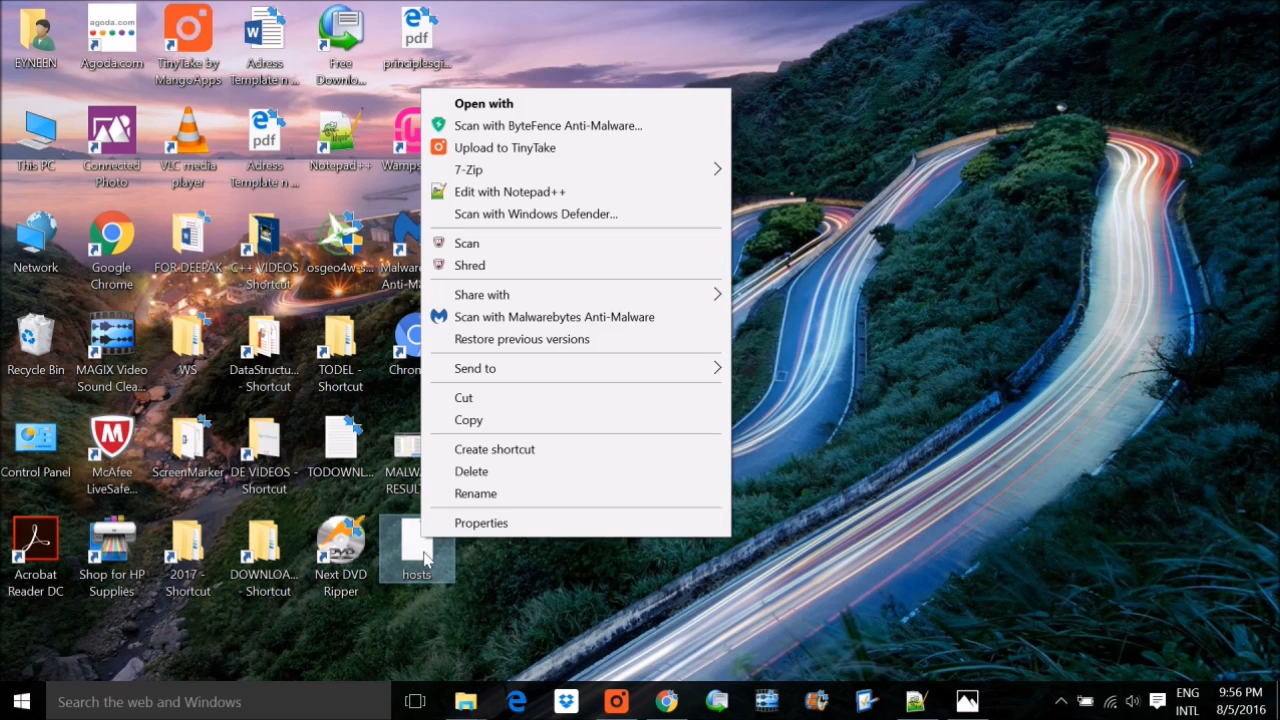 EYNEEN
agoda.com
Agoda.com
TinyTake by
MangoApps
W
Adress
Template n ...
Free
Downlo...
pdf
principlesgi...
This PC
Connected
Photo
VLC media
player
pdf
Adress
Template n ...
Notepad++
Wamps
Network
Google
Chrome
FOR DEEPAK
C++ VIDEOS
- Shortcut
osgeo4w-s...
Malware
Anti-Ma
Recycle Bin
MAGIX Video
Sound Clea...
WS
DataStructu...
- Shortcut
TODEL -
Shortcut
Chron
Control Panel
McAfee
LiveSafe...
ScreenMarker
DE VIDEOS -
Shortcut
TODOWNL...
MALW
RESULT
Acrobat
Reader DC
Shop for HP
Supplies
2017 -
Shortcut
DOWNLOA...
- Shortcut
DVD
Next DVD
Ripper
hosts
Open with
Scan with ByteFence Anti-Malware...
Upload to TinyTake
7-Zip
Edit with Notepad++
Scan with Windows Defender...
Scan
Shred
Share with
Scan with Malwarebytes Anti-Malware
Restore previous versions
Send to
Cut
Copy
Create shortcut
Delete
Rename
Properties
Search the web and Windows
ENG
INTL
9:56 PM
8/5/2016